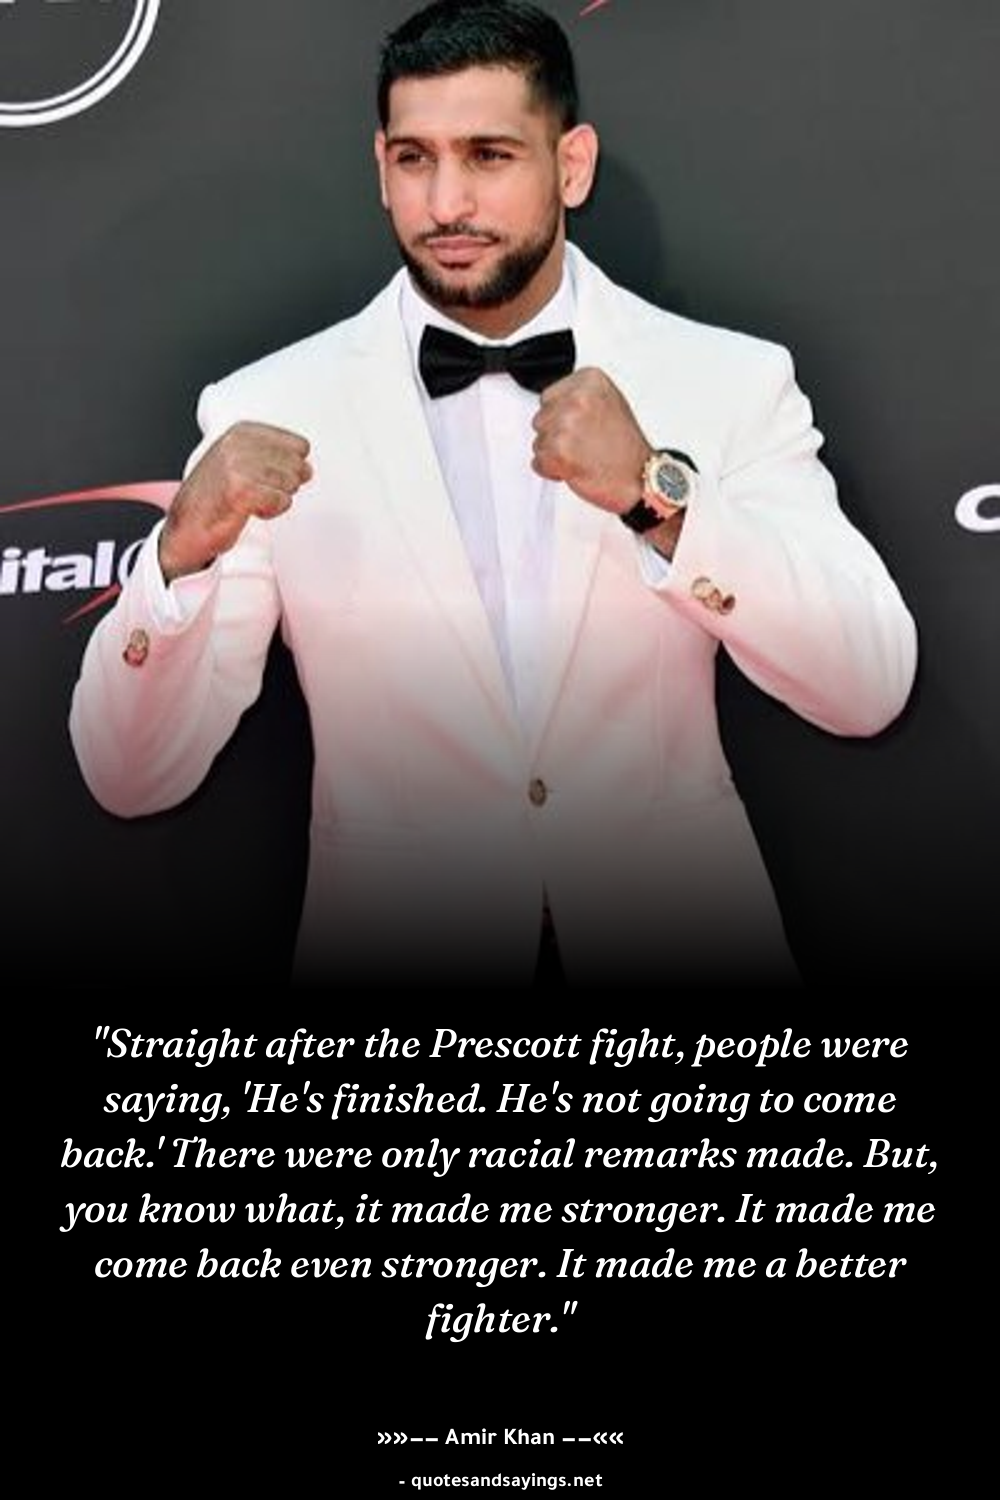 ital
"Straight after the Prescott fight, people were
saying, 'He's finished. He's not going to come
back.' There were only racial remarks made. But,
you know what, it made me stronger. It made me
come back even stronger. It made me a better
fighter."
»»–– Amir Khan ––««
- quotesandsayings.net